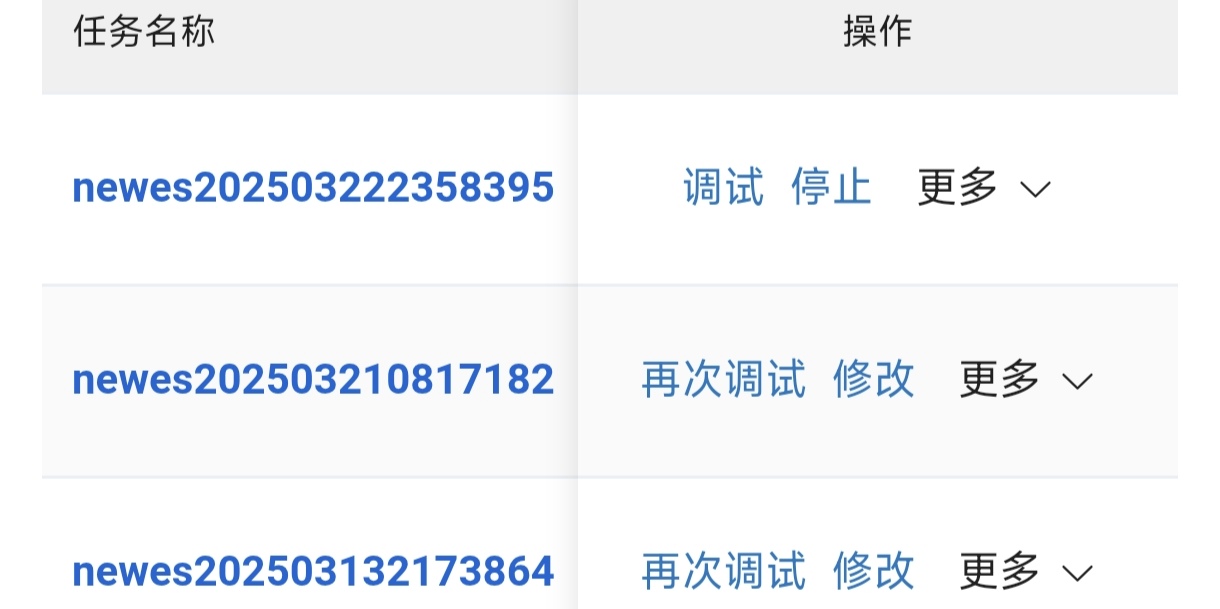 任务名称 操作
newes202503222358395 调试 停止 更多
newes202503210817182 再次调试 修改 更多
newes202503132173864 再次调试 修改 更多